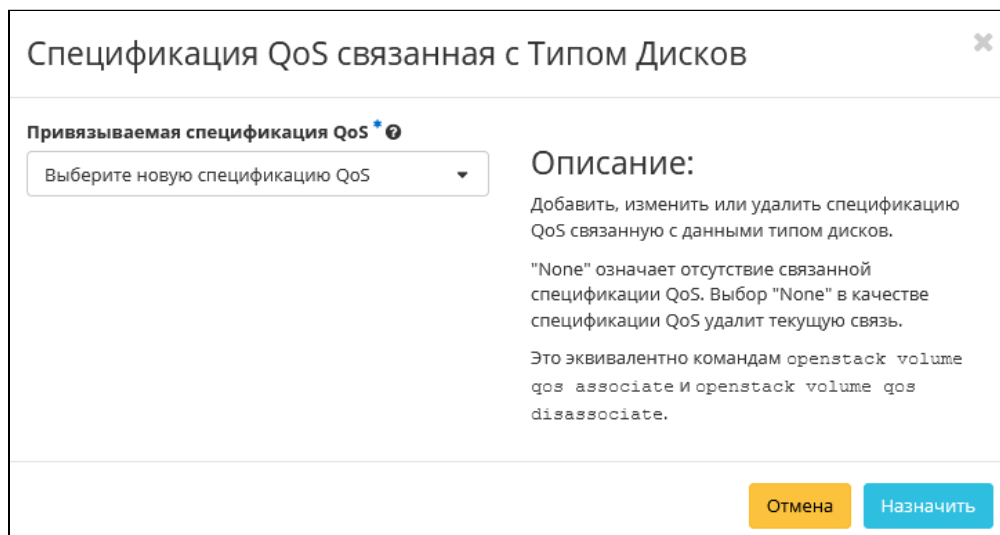 Спецификация QoS связанная с Типом Дисков
Привязываемая спецификация QoS *
Выберите новую спецификацию QoS
Описание:
Добавить, изменить или удалить спецификацию
QoS связанную с данными типом дисков.
"None" означает отсутствие связанной
спецификации QoS. Выбор "None" в качестве
спецификации QoS удалит текущую связь.
Это эквивалентно командам openstack volume
qos associate и openstack volume qos
disassociate.
Отмена
Назначить